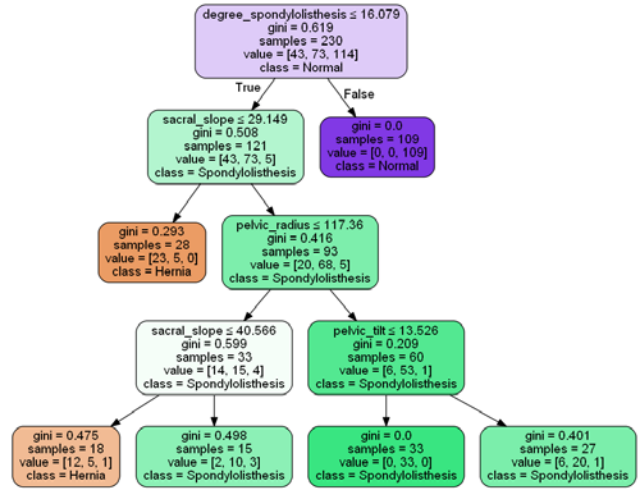 degree_spondylolisthesis ≤ 16.079
gini = 0.619
samples = 230
value = [43, 73, 114]
class = Normal
True
False
sacral_slope ≤ 29.149
gini = 0.508
samples = 121
value = [43, 73, 5]
class = Spondylolisthesis
gini = 0.0
samples = 109
value = [0, 0, 109]
class = Normal
gini = 0.293
samples = 28
value = [23, 5, 0]
class = Hernia
pelvic_radius ≤ 117.36
gini = 0.416
samples = 93
value = [20, 68, 5]
class = Spondylolisthesis
sacral_slope ≤ 40.566
gini = 0.599
samples = 33
value = [14, 15, 4]
class = Spondylolisthesis
pelvic_tilt ≤ 13.526
gini = 0.209
samples = 60
value = [6, 53, 1]
class = Spondylolisthesis
gini = 0.475
samples = 18
value = [12, 5, 1]
class = Hernia
gini = 0.498
samples = 15
value = [2, 10, 3]
class = Spondylolisthesis
gini = 0.0
samples = 33
value = [0, 33, 0]
class = Spondylolisthesis
gini = 0.401
samples = 27
value = [6, 20, 1]
class = Spondylolisthesis